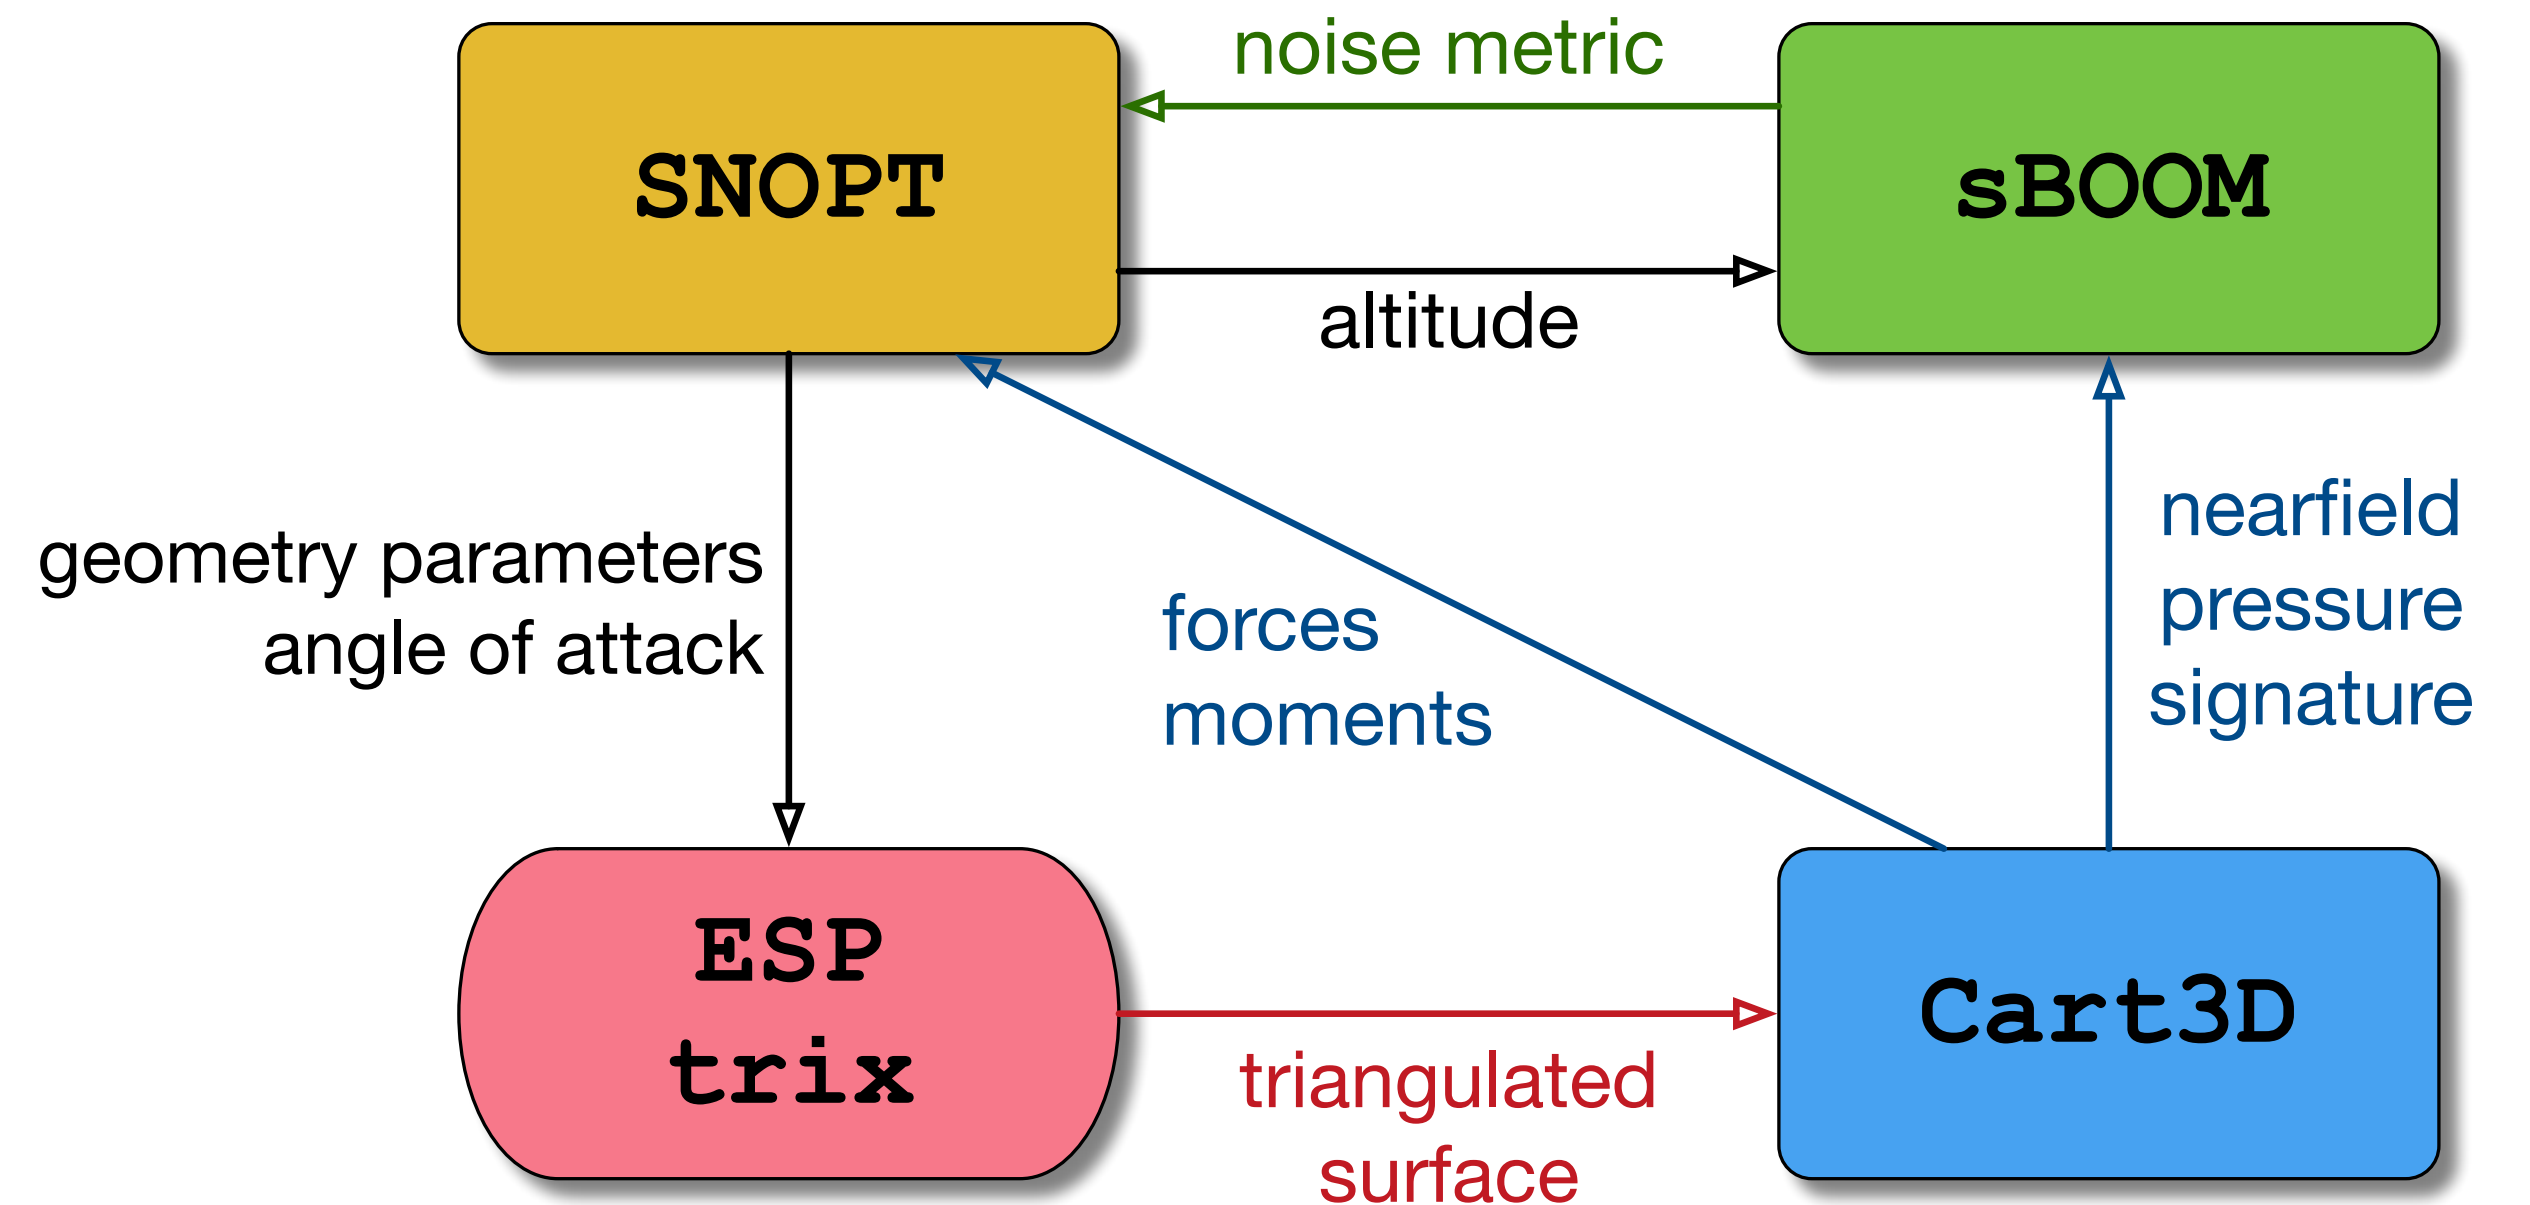 noise metric
SNOPT
sBOOM
altitude
geometry parameters
angle of attack
forces
moments
nearfield
pressure
signature
ESP
trix
Cart3D
triangulated
surface